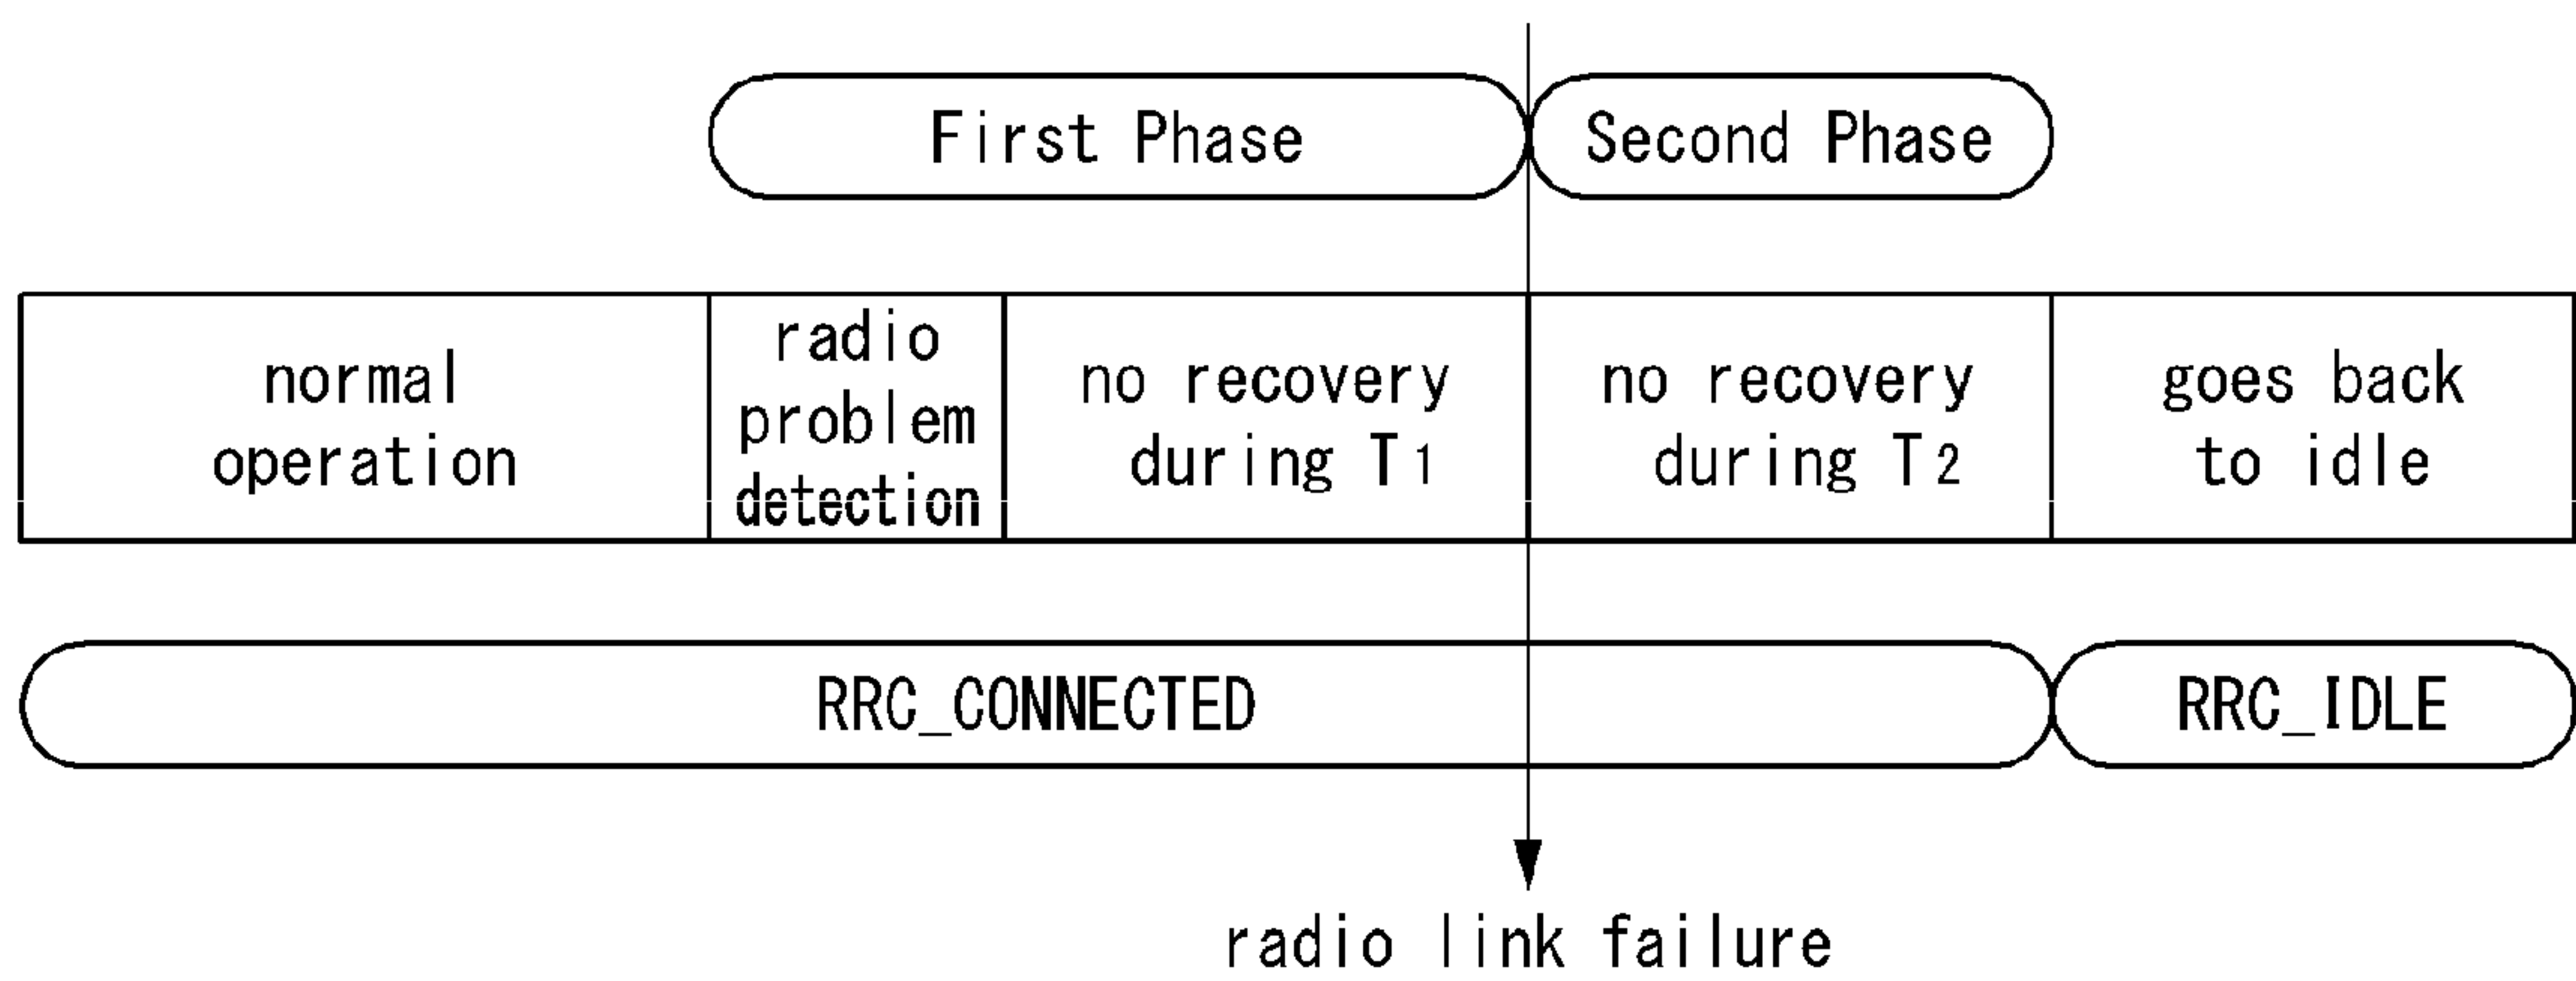 First Phase
Second Phase
normal
operation
radio
problem
detection
no recovery
during T1
no recovery
during T2
goes back
to idle
RRC_CONNECTED
RRC_IDLE
radio link failure